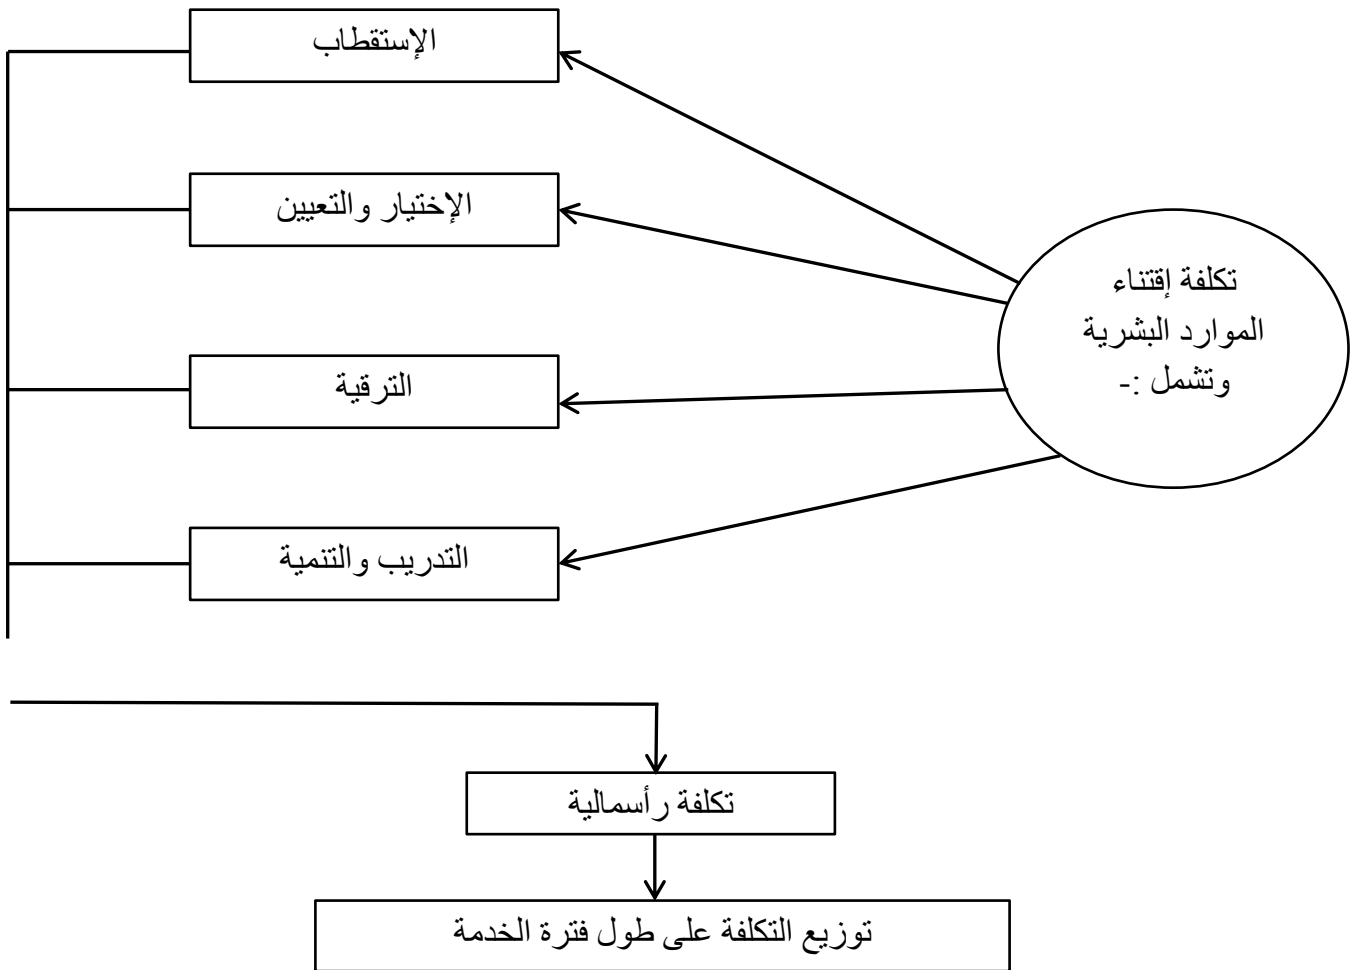 الإستقطاب
الإختيار والتعيين
تكلفة إقتناء
الموارد البشرية
وتشمل :-
الترقية
التدريب والتنمية
تكلفة رأسمالية
توزيع التكلفة على طول فترة الخدمة